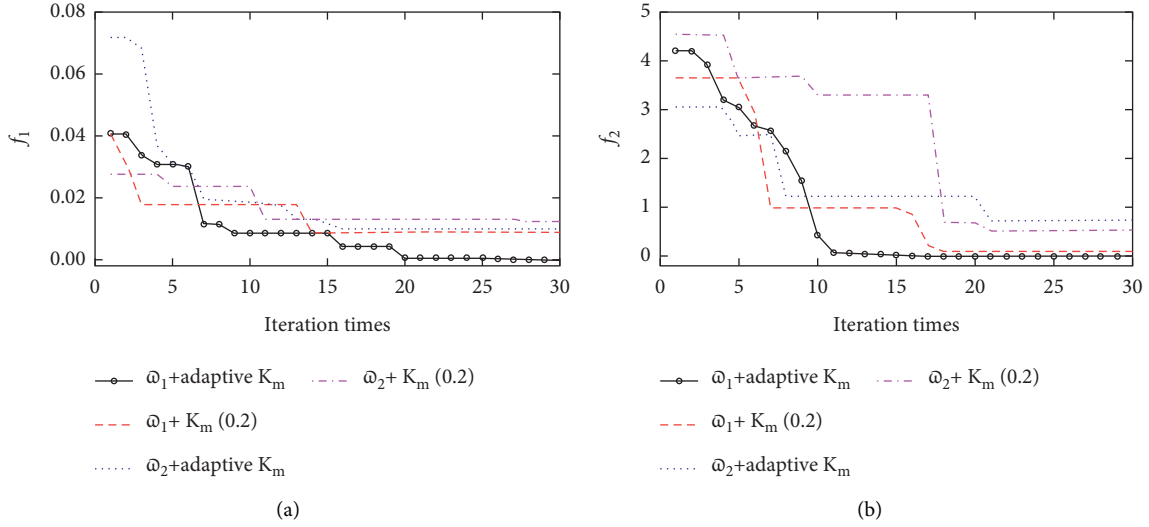 0.08
0.06
0.04
0.02
0.00
f₁
0 5 10 15 20 25 30
Iteration times
ϖ₁+adaptive Kₘ
ϖ₂+ Kₘ (0.2)
ϖ₁+ Kₘ (0.2)
ϖ₂+adaptive Kₘ
(a)
5
4
3
2
1
0
f₂
0 5 10 15 20 25 30
Iteration times
ϖ₁+adaptive Kₘ
ϖ₂+ Kₘ (0.2)
ϖ₁+ Kₘ (0.2)
ϖ₂+adaptive Kₘ
(b)